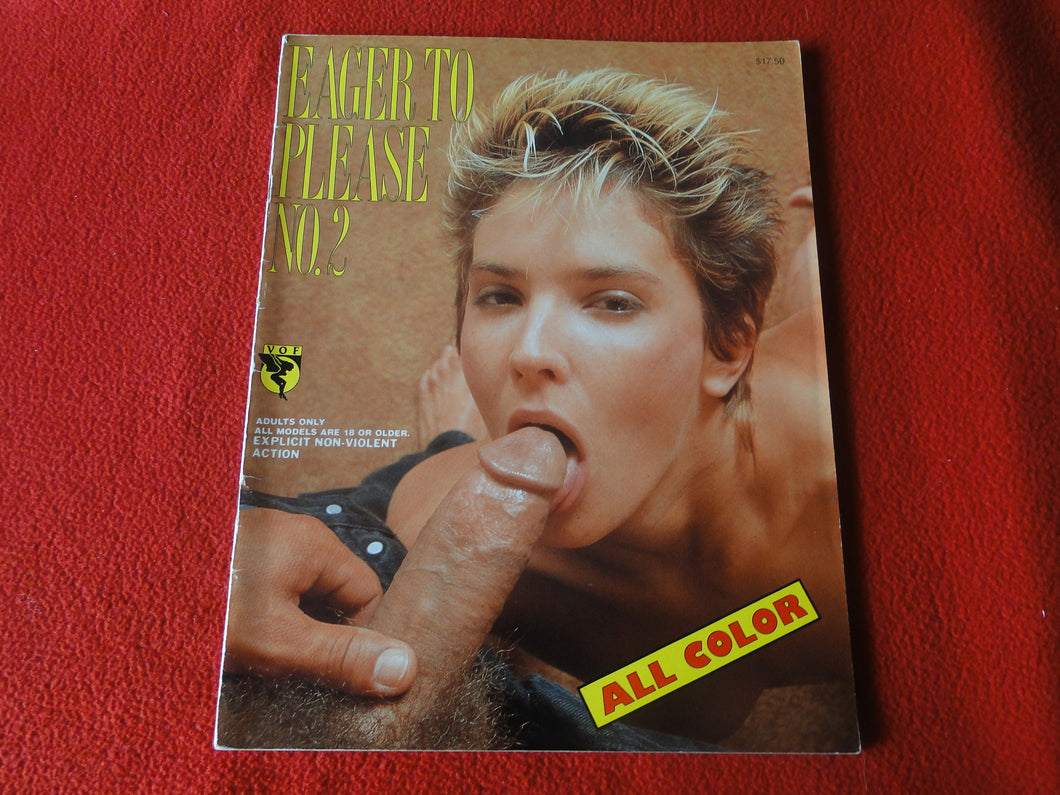 EAGER TO
PLEASE
NO. 2
$17.50
VOF
ADULTS ONLY
ALL MODELS ARE 18 OR OLDER.
EXPLICIT NON-VIOLENT
ACTION
ALL COLOR